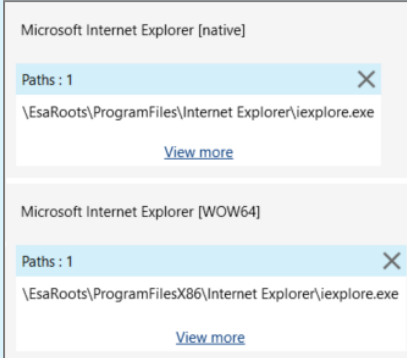 Microsoft Internet Explorer [native]
Paths : 1
\EsaRoots\ProgramFiles\Internet Explorer\iexplore.exe
View more
Microsoft Internet Explorer [WOW64]
Paths : 1
\EsaRoots\ProgramFilesX86\Internet Explorer\iexplore.exe
View more